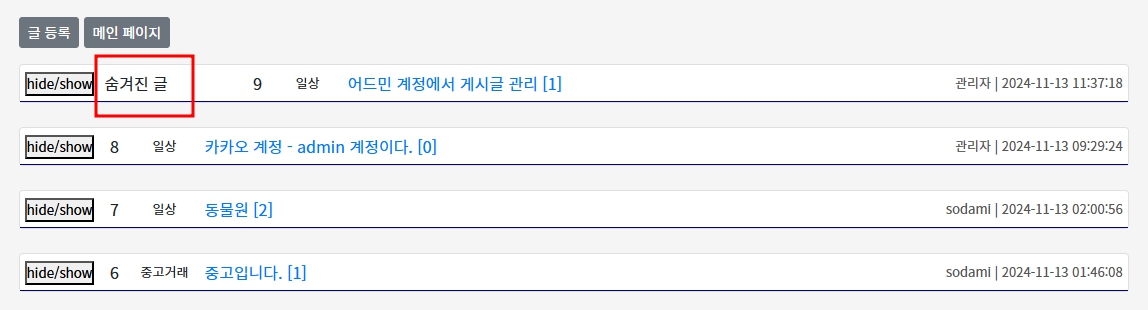 글 등록 메인 페이지
hide/show 숨겨진 글 9 일상 어드민 계정에서 게시글 관리 [1] 관리자 | 2024-11-13 11:37:18
hide/show 8 일상 카카오 계정 - admin 계정이다. [0] 관리자 | 2024-11-13 09:29:24
hide/show 7 일상 동물원 [2] sodami | 2024-11-13 02:00:56
hide/show 6 중고거래 중고입니다. [1] sodami | 2024-11-13 01:46:08